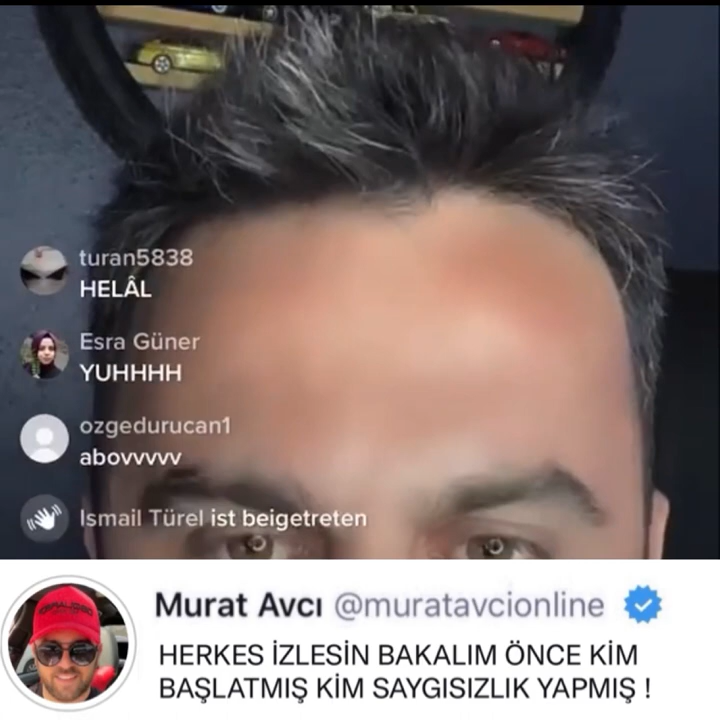 turan5838
HELÂL
Esra Güner
YUHHHH
ozgedurucan1
abovvvvv
Ismail Türel ist beigetreten
Murat Avcı @muratavcionline
HERKES İZLESİN BAKALIM ÖNCE KİM
BAŞLATMIŞ KİM SAYGISIZLIK YAPMIŞ !